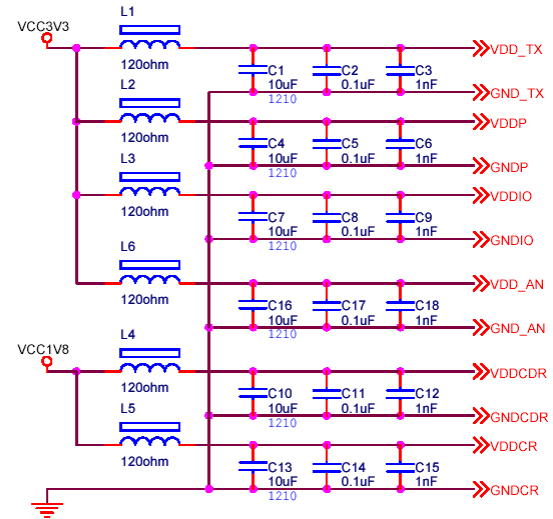 L1
VCC3V3
VDD_TX
120ohm
C1 C2 C3
10uF 0.1uF 1nF
1210
GND_TX
L2
VDDP
120ohm
C4 C5 C6
10uF 0.1uF 1nF
1210
GNDP
L3
VDDIO
120ohm
C7 C8 C9
10uF 0.1uF 1nF
1210
GNDIO
L6
VDD_AN
120ohm
C16 C17 C18
10uF 0.1uF 1nF
1210
GND_AN
L4
VCC1V8
VDDCDR
120ohm
C10 C11 C12
10uF 0.1uF 1nF
1210
GNDCDR
L5
VDDCR
120ohm
C13 C14 C15
10uF 0.1uF 1nF
1210
GNDCR